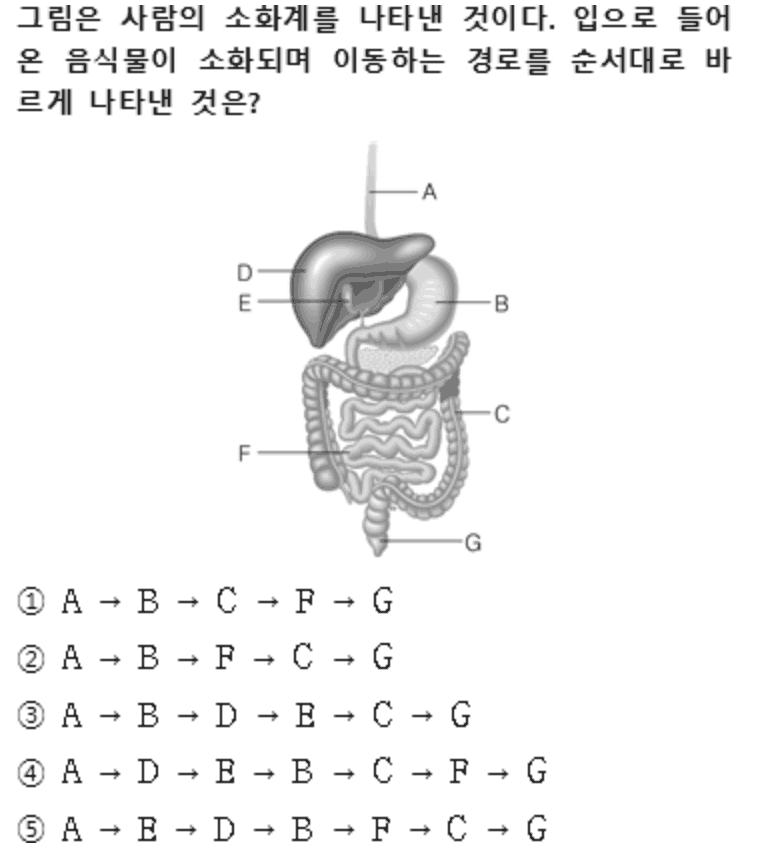 그림은 사람의 소화계를 나타낸 것이다. 입으로 들어
온 음식물이 소화되며 이동하는 경로를 순서대로 바
르게 나타낸 것은?
A
D
E
B
C
F
G
① A → B → C → F → G
② A → B → F → C → G
③ A → B → D → E → C → G
④ A → D → E → B → C → F → G
⑤ A → E → D → B → F → C → G